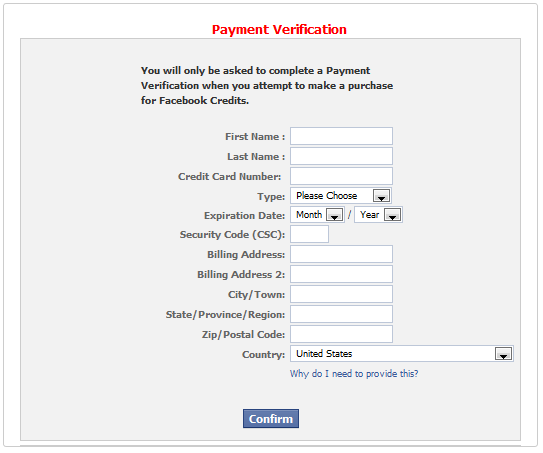 Payment Verification
You will only be asked to complete a Payment
Verification when you attempt to make a purchase
for Facebook Credits.
First Name :
Last Name :
Credit Card Number:
Type: Please Choose
Expiration Date: Month / Year
Security Code (CSC):
Billing Address:
Billing Address 2:
City/Town:
State/Province/Region:
Zip/Postal Code:
Country: United States
Why do I need to provide this?
Confirm